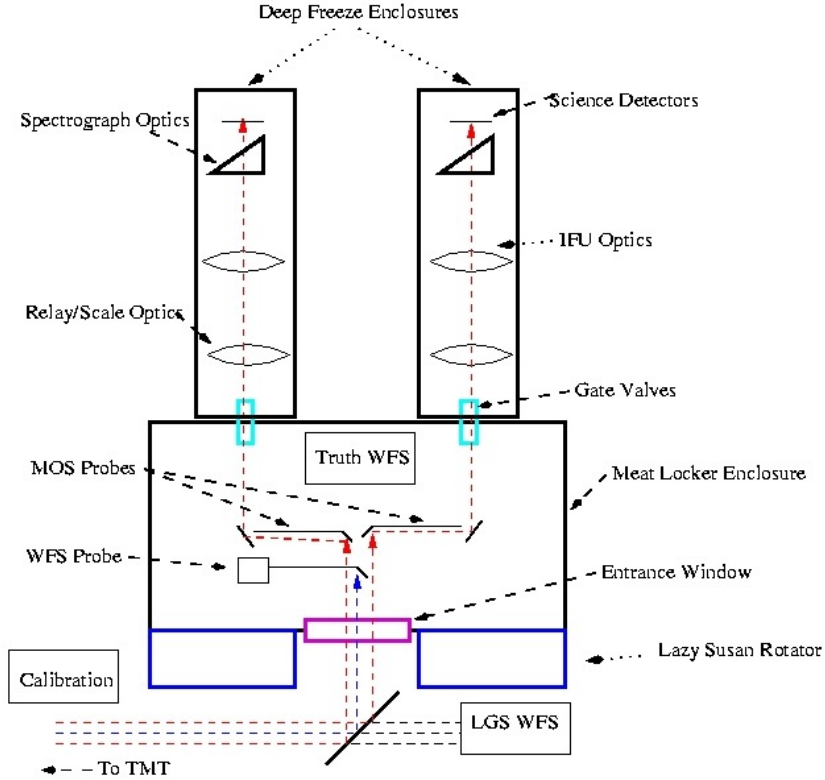 Deep Freeze Enclosures
Spectrograph Optics
Science Detectors
IFU Optics
Relay/Scale Optics
Gate Valves
Truth WFS
MOS Probes
Meat Locker Enclosure
WFS Probe
Entrance Window
Lazy Susan Rotator
Calibration
LGS WFS
To TMT